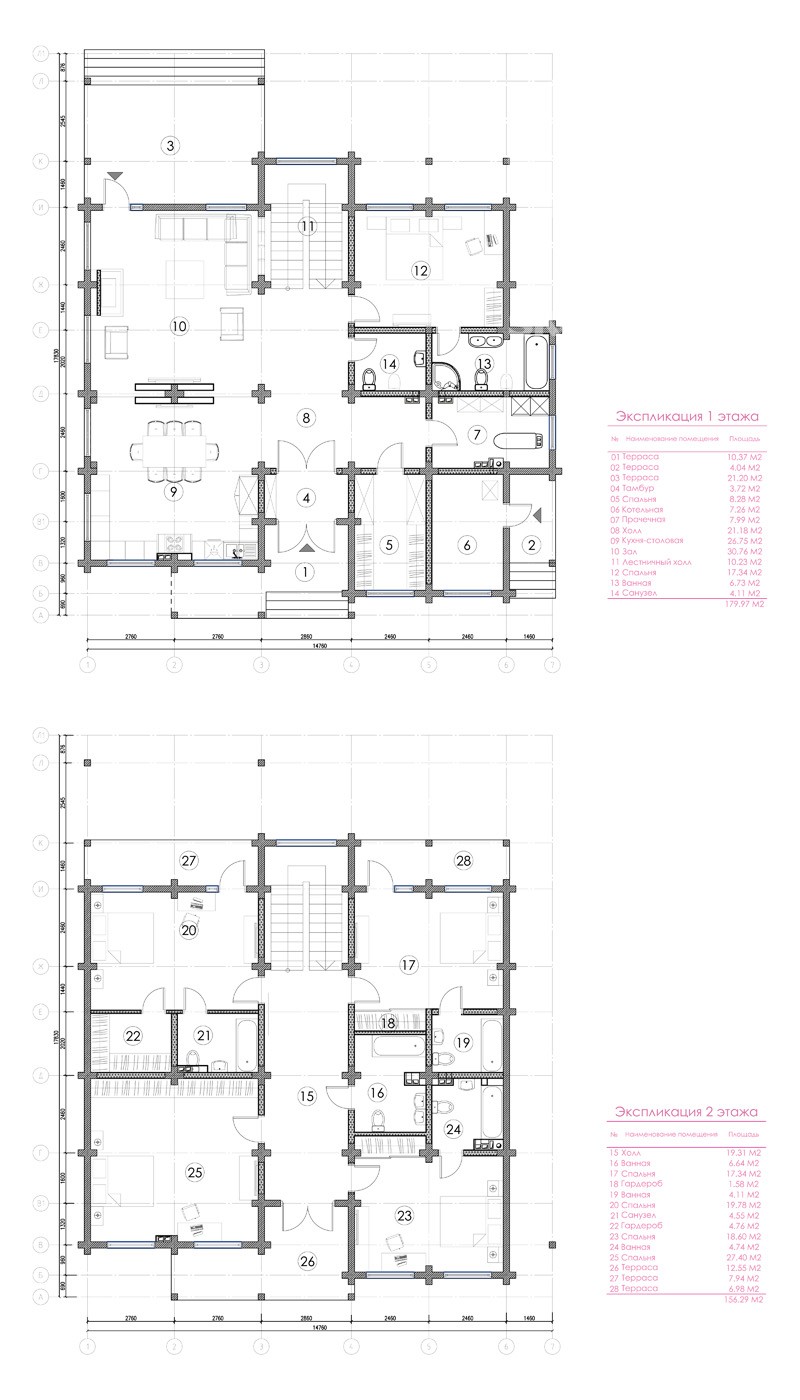 Л1
876
Л
2545
3
К
1460
И
11
2460
12
Ж
1440
10
Е
17830
2020
14
13
Д
2460
8
7
Г
9
1600
4
В1
5
6
2
1320
В
1
960
Б
690
А
2760
2760
2860
2460
2460
1460
14760
1
2
3
4
5
6
7
Экспликация 1 этажа
№ Наименование помещения Площадь
01 Терраса 10,37 М2
02 Терраса 4.04 М2
03 Терраса 21.20 М2
04 Тамбур 3.72 М2
05 Спальня 8.28 М2
06 Котельная 7.26 М2
07 Прачечная 7.99 М2
08 Холл 21.18 М2
09 Кухня-столовая 26.75 М2
10 Зал 30.76 М2
11 Лестничный холл 10.23 М2
12 Спальня 17.34 М2
13 Ванная 6.73 М2
14 Санузел 4.11 М2
179.97 М2
Л1
876
Л
2545
К
27
28
1460
И
20
2460
17
Ж
1440
Е
18
17830
22
21
19
2020
Д
15
16
2460
24
Г
25
1600
23
В1
1320
В
26
960
Б
690
А
2760
2760
2860
2460
2460
1460
14760
1
2
3
4
5
6
7
Экспликация 2 этажа
№ Наименование помещения Площадь
15 Холл 19.31 М2
16 Ванная 6.64 М2
17 Спальня 17.34 М2
18 Гардероб 1.58 М2
19 Ванная 4.11 М2
20 Спальня 19.78 М2
21 Санузел 4.55 М2
22 Гардероб 4.76 М2
23 Спальня 18.60 М2
24 Ванная 4.74 М2
25 Спальня 27.40 М2
26 Терраса 12.55 М2
27 Терраса 7.94 М2
28 Терраса 6.98 М2
156.29 М2